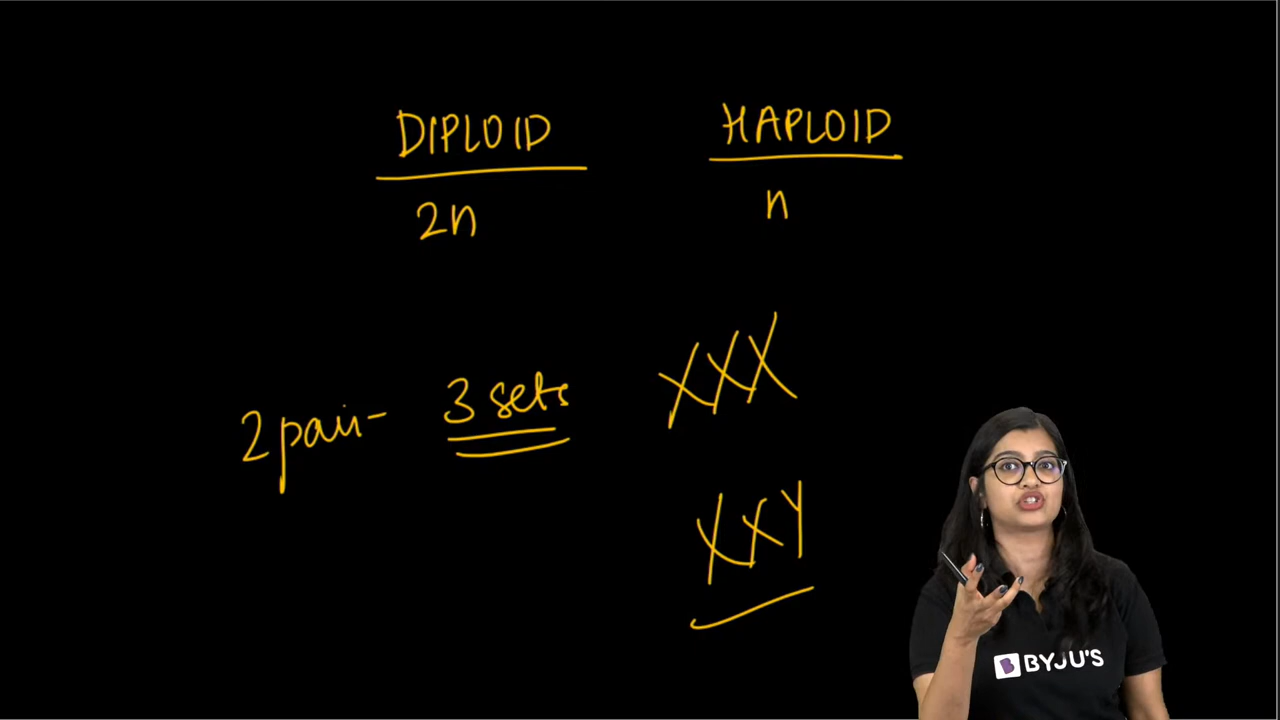 DIPLOID HAPLOID
2n n
2 pair- 3 sets XXX
XXY
BYJU'S